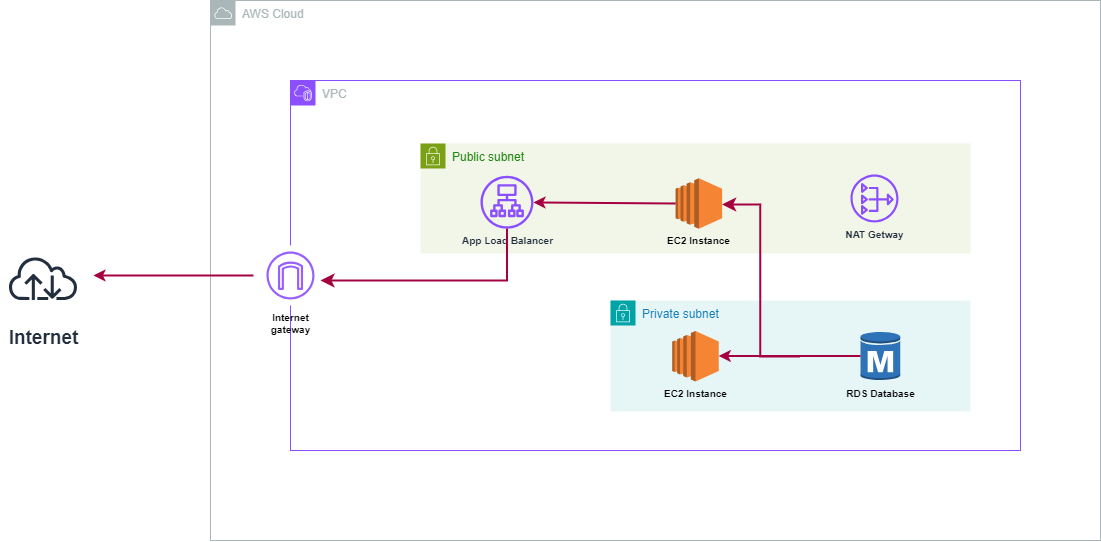 AWS Cloud
VPC
Public subnet
App Load Balancer
EC2 Instance
NAT Getway
Internet
gateway
Internet
Private subnet
EC2 Instance
RDS Database
M